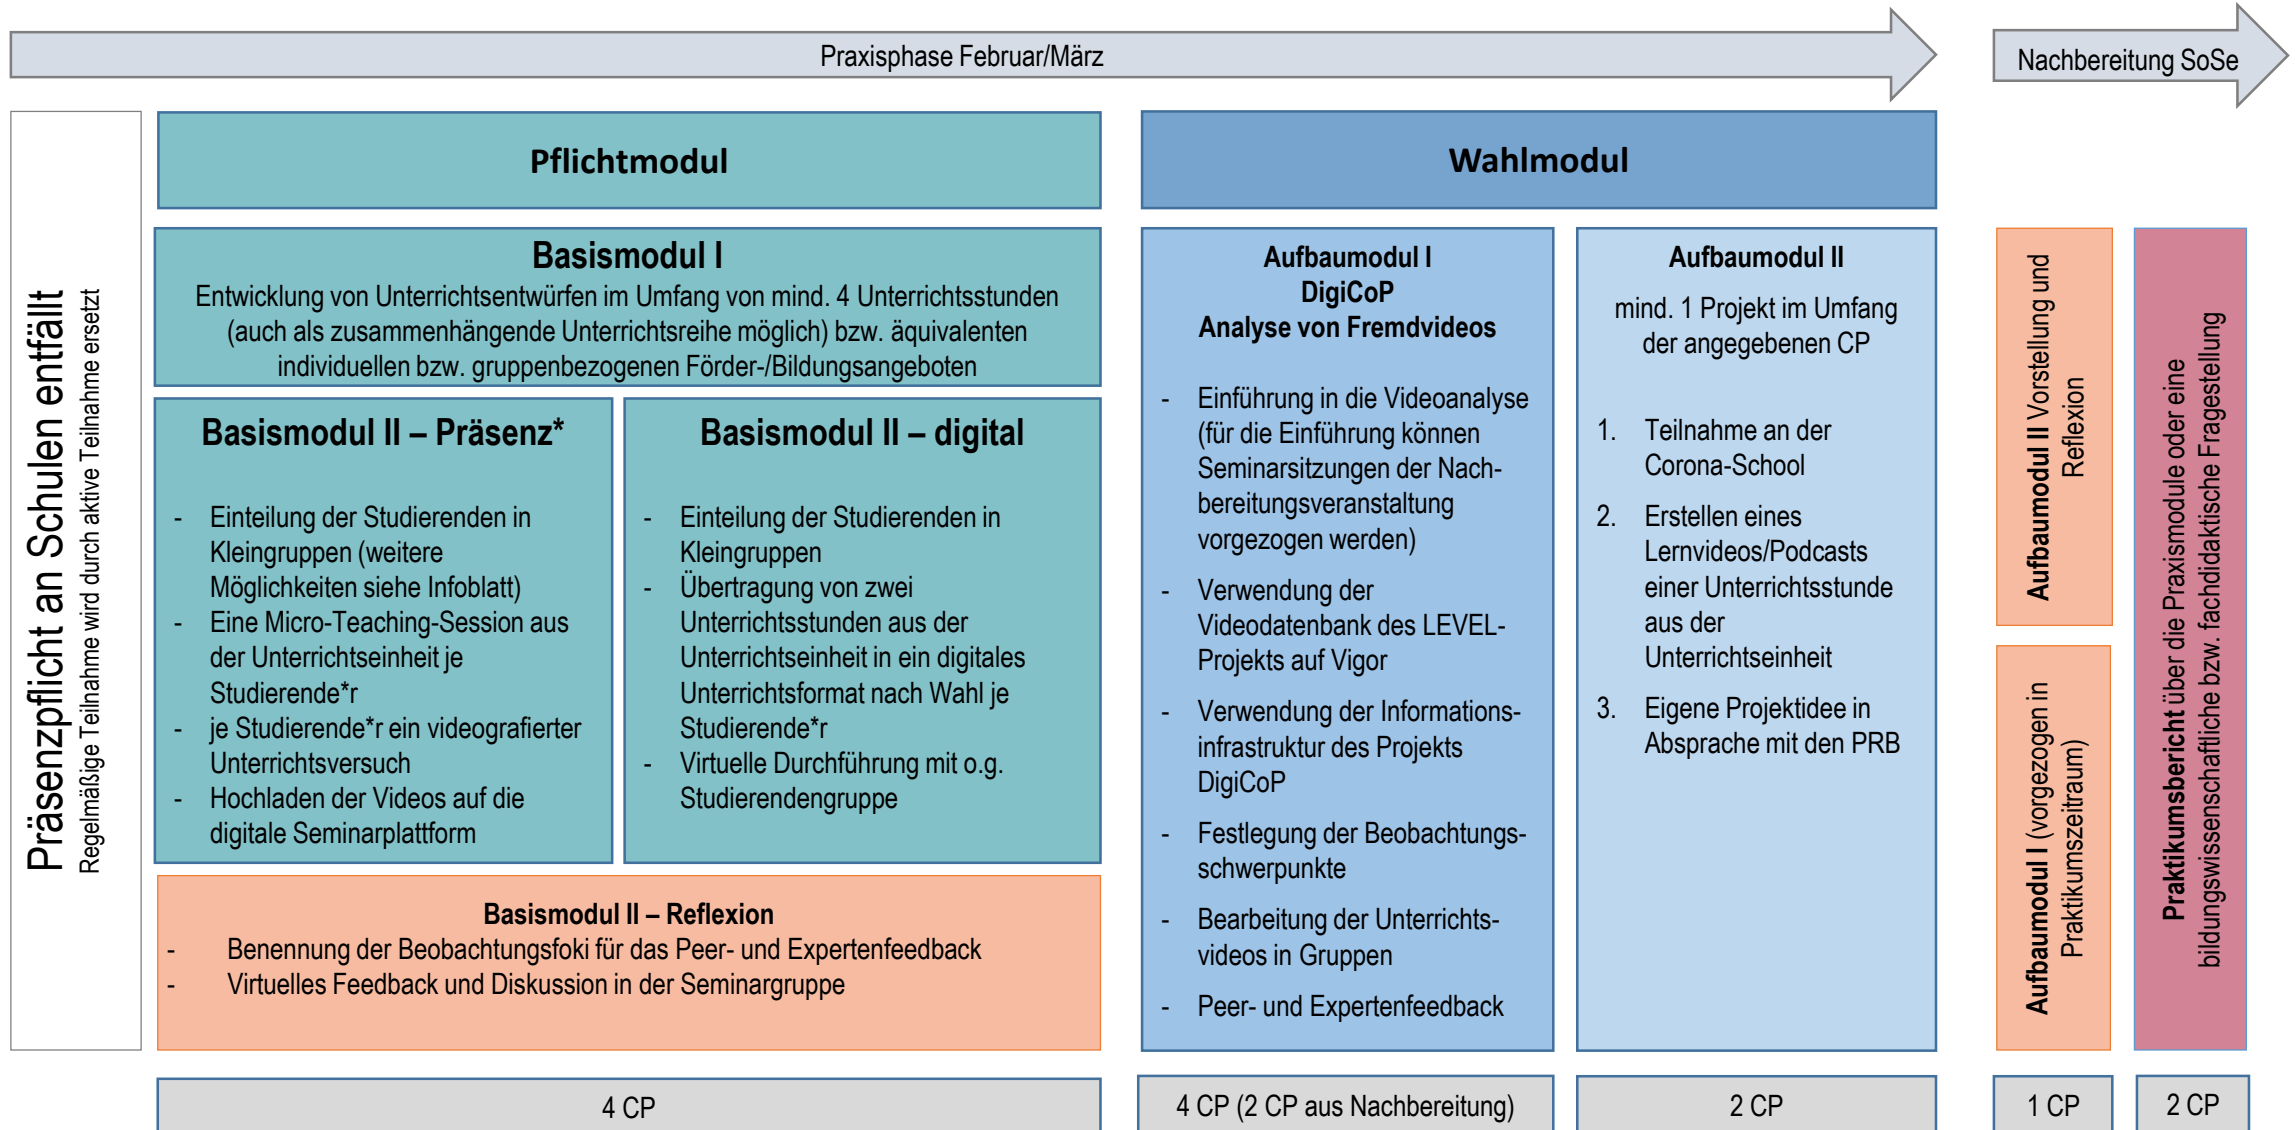 Praxisphase Februar/März
Nachbereitung SoSe
Präsenzpflicht an Schulen entfällt
Regelmäßige Teilnahme wird durch aktive Teilnahme ersetzt
Pflichtmodul
Basismodul I
Entwicklung von Unterrichtsentwürfen im Umfang von mind. 4 Unterrichtsstunden
(auch als zusammenhängende Unterrichtsreihe möglich) bzw. äquivalenten
individuellen bzw. gruppenbezogenen Förder-/Bildungsangeboten
Basismodul II – Präsenz*
- Einteilung der Studierenden in
Kleingruppen (weitere
Möglichkeiten siehe Infoblatt)
- Eine Micro-Teaching-Session aus
der Unterrichtseinheit je
Studierende*r
- je Studierende*r ein videografierter
Unterrichtsversuch
- Hochladen der Videos auf die
digitale Seminarplattform
Basismodul II – digital
- Einteilung der Studierenden in
Kleingruppen
- Übertragung von zwei
Unterrichtsstunden aus der
Unterrichtseinheit in ein digitales
Unterrichtsformat nach Wahl je
Studierende*r
- Virtuelle Durchführung mit o.g.
Studierendengruppe
Basismodul II – Reflexion
- Benennung der Beobachtungsfoki für das Peer- und Expertenfeedback
- Virtuelles Feedback und Diskussion in der Seminargruppe
4 CP
Wahlmodul
Aufbaumodul I
DigiCoP
Analyse von Fremdvideos
- Einführung in die Videoanalyse
(für die Einführung können
Seminarsitzungen der Nach-
bereitungsveranstaltung
vorgezogen werden)
- Verwendung der
Videodatenbank des LEVEL-
Projekts auf Vigor
- Verwendung der Informations-
infrastruktur des Projekts
DigiCoP
- Festlegung der Beobachtungs-
schwerpunkte
- Bearbeitung der Unterrichts-
videos in Gruppen
- Peer- und Expertenfeedback
4 CP (2 CP aus Nachbereitung)
Aufbaumodul II
mind. 1 Projekt im Umfang
der angegebenen CP
1. Teilnahme an der
Corona-School
2. Erstellen eines
Lernvideos/Podcasts
einer Unterrichtsstunde
aus der
Unterrichtseinheit
3. Eigene Projektidee in
Absprache mit den PRB
2 CP
Aufbaumodul II Vorstellung und
Reflexion
Aufbaumodul I (vorgezogen in
Praktikumszeitraum)
1 CP
Praktikumsbericht über die Praxismodule oder eine
bildungswissenschaftliche bzw. fachdidaktische Fragestellung
2 CP